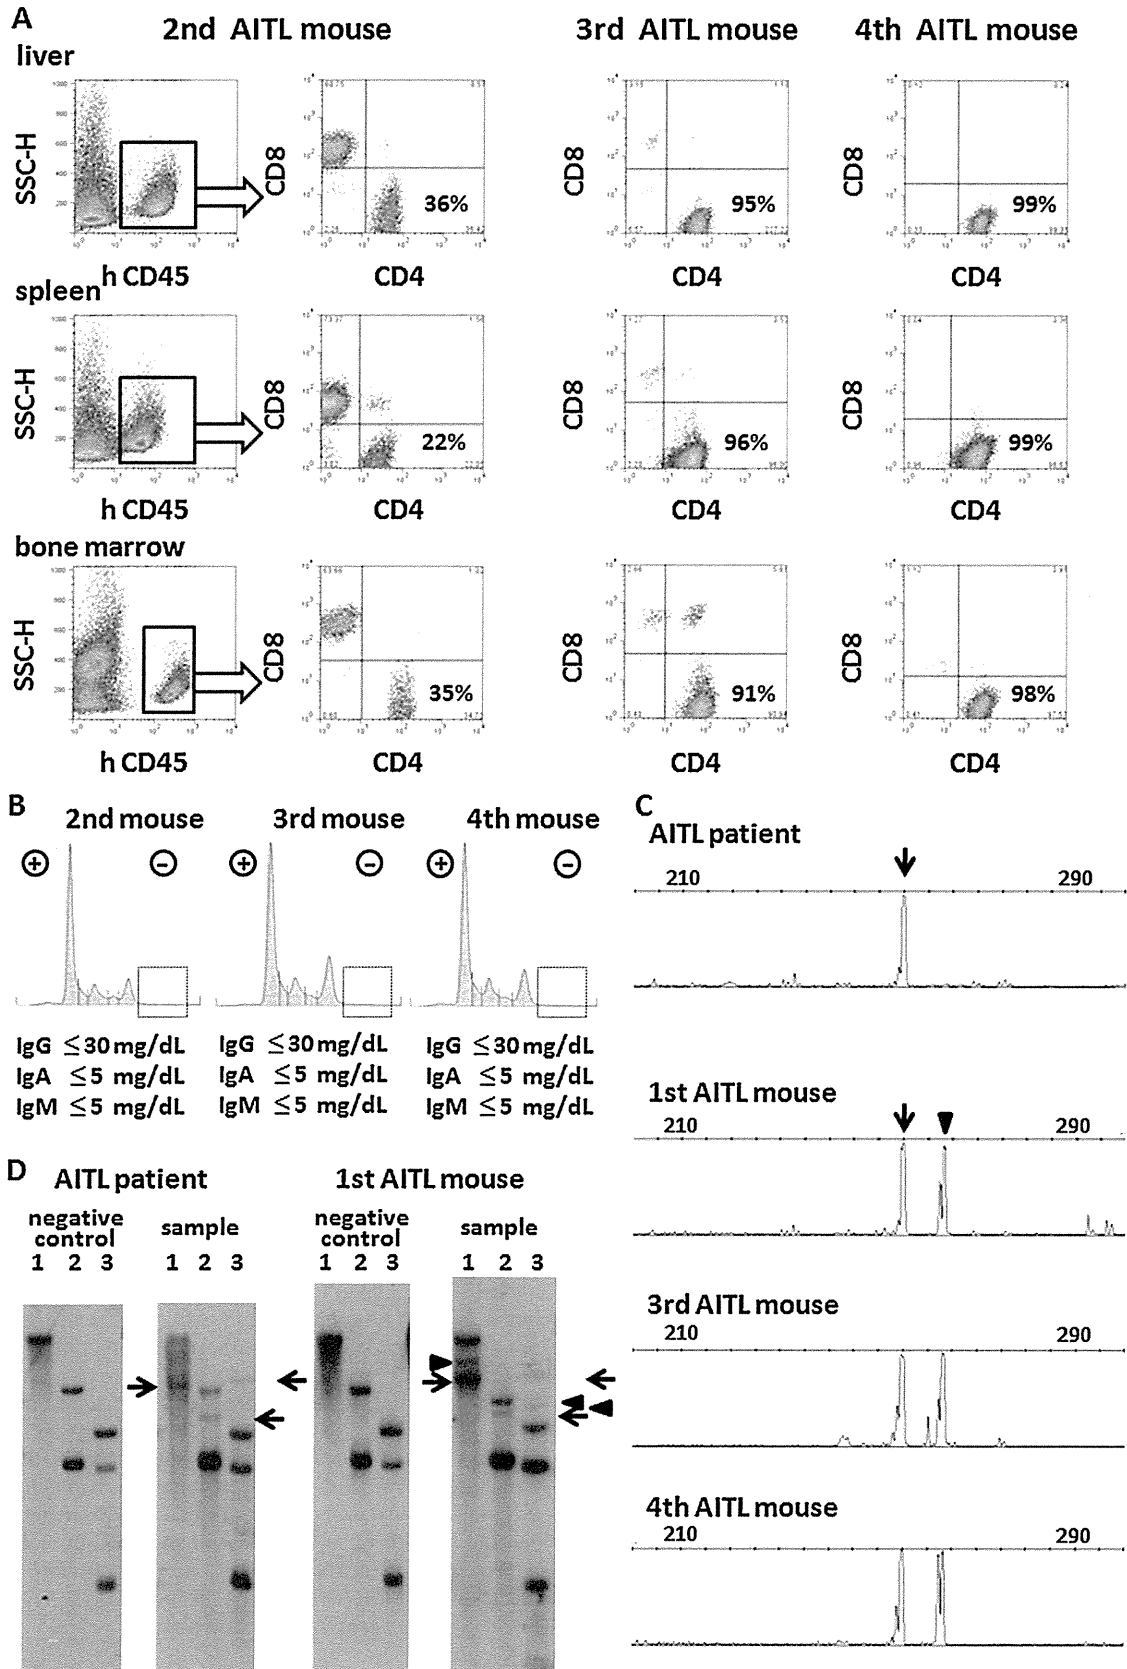 A
2nd AITL mouse
3rd AITL mouse
4th AITL mouse
liver
SSC-H
CD8
36%
CD8
95%
CD8
99%
h CD45
CD4
CD4
CD4
spleen
SSC-H
CD8
22%
CD8
96%
CD8
99%
h CD45
CD4
CD4
CD4
bone marrow
SSC-H
CD8
35%
CD8
91%
CD8
98%
h CD45
CD4
CD4
CD4
B
2nd mouse
3rd mouse
4th mouse
+ −
+ −
+ −
IgG ≤30 mg/dL
IgA ≤5 mg/dL
IgM ≤5 mg/dL
IgG ≤30 mg/dL
IgA ≤5 mg/dL
IgM ≤5 mg/dL
IgG ≤30 mg/dL
IgA ≤5 mg/dL
IgM ≤5 mg/dL
C
AITL patient
210 290
1st AITL mouse
210 290
3rd AITL mouse
210 290
4th AITL mouse
210 290
D
AITL patient
1st AITL mouse
negative
control
sample
negative
control
sample
1 2 3
1 2 3
1 2 3
1 2 3